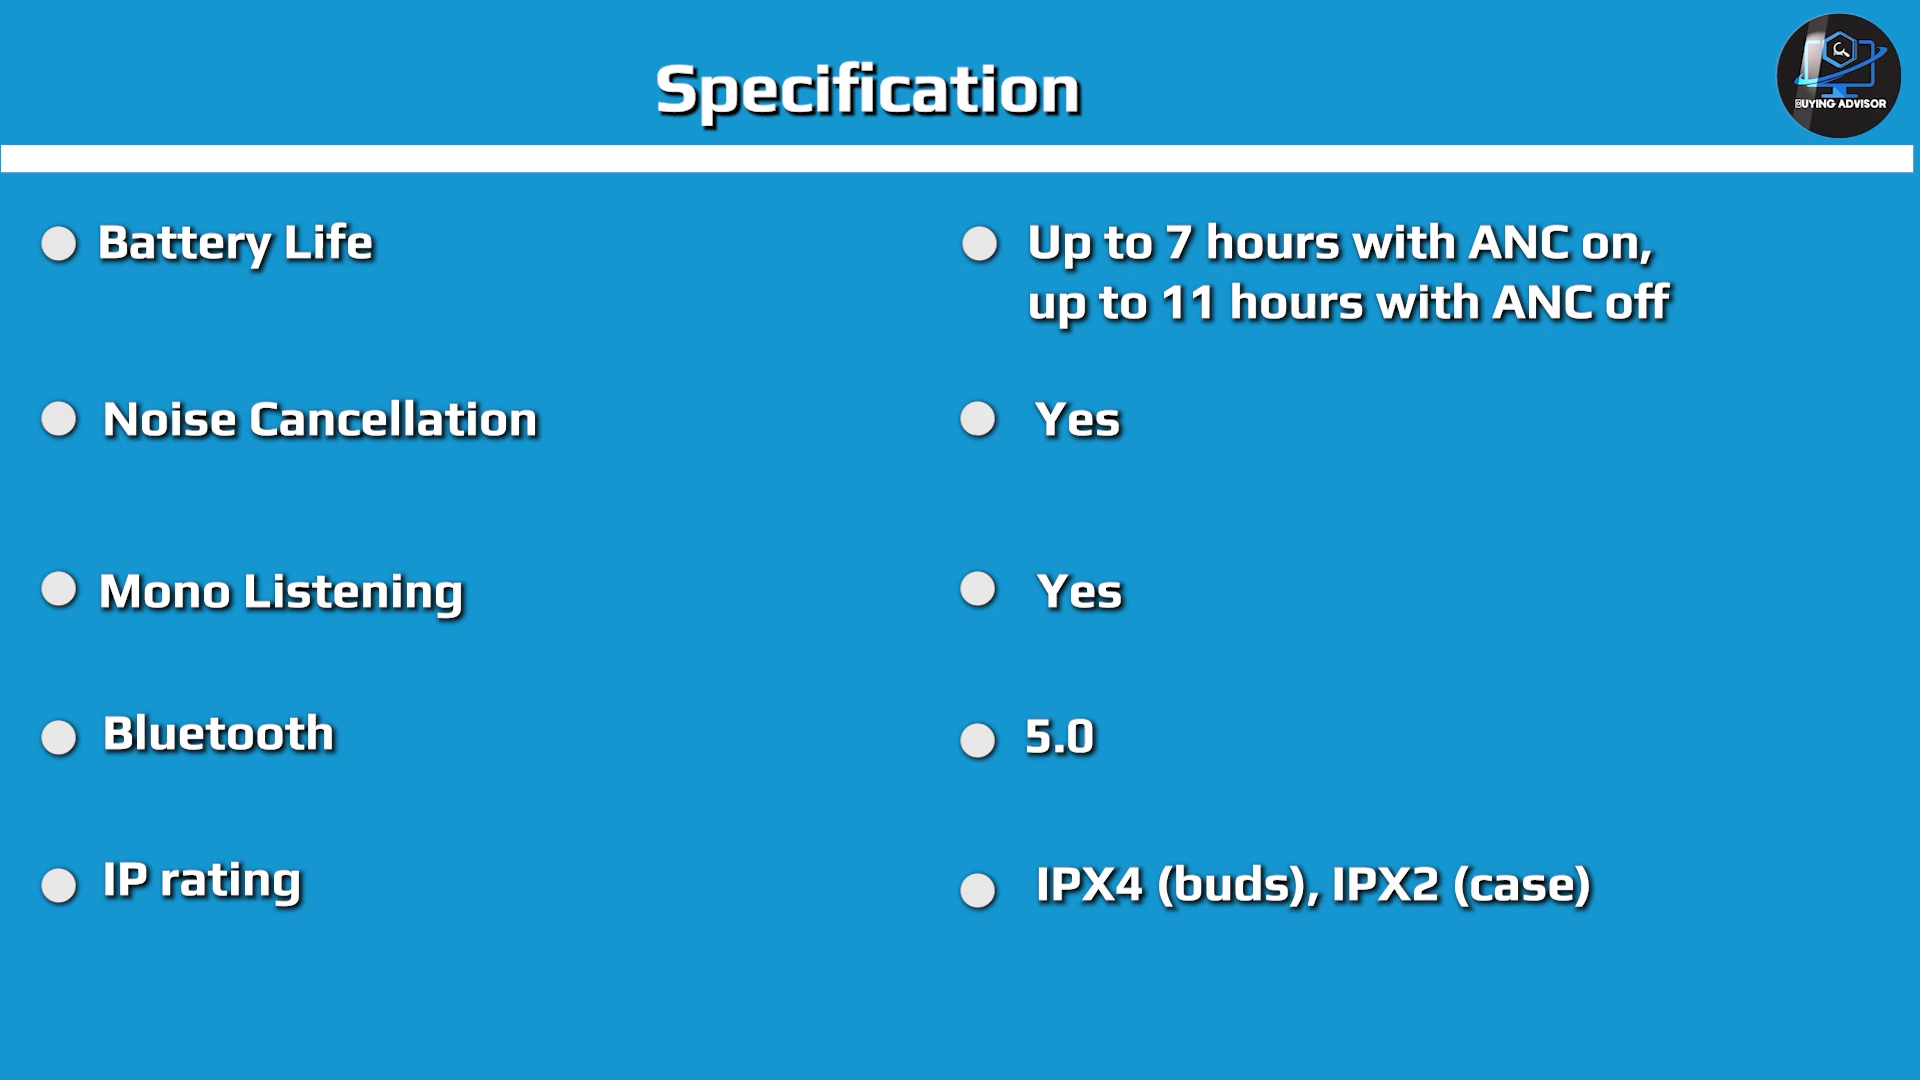 Specification
BUYING ADVISOR
Battery Life
Up to 7 hours with ANC on,
up to 11 hours with ANC off
Noise Cancellation
Yes
Mono Listening
Yes
Bluetooth
5.0
IP rating
IPX4 (buds), IPX2 (case)